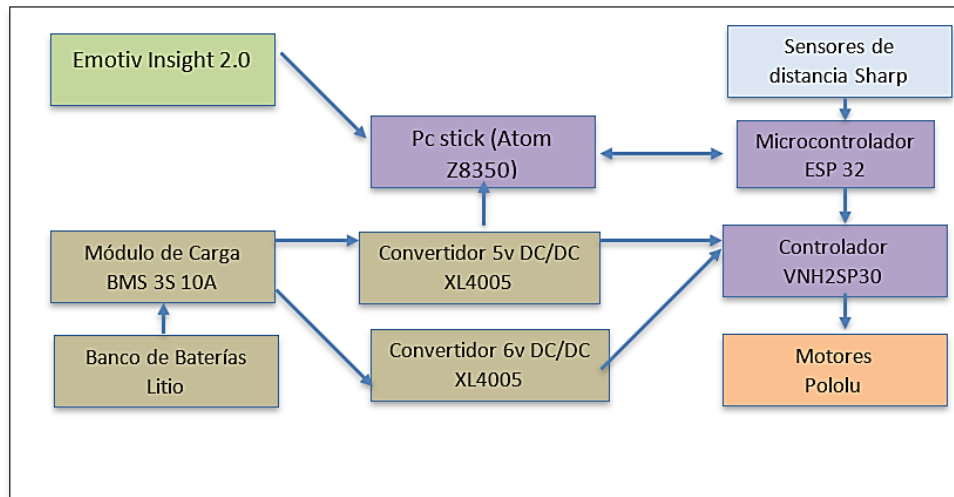 Emotiv Insight 2.0
Sensores de
distancia Sharp
Pc stick (Atom
Z8350)
Microcontrolador
ESP 32
Módulo de Carga
BMS 3S 10A
Convertidor 5v DC/DC
XL4005
Controlador
VNH2SP30
Banco de Baterías
Litio
Convertidor 6v DC/DC
XL4005
Motores
Pololu